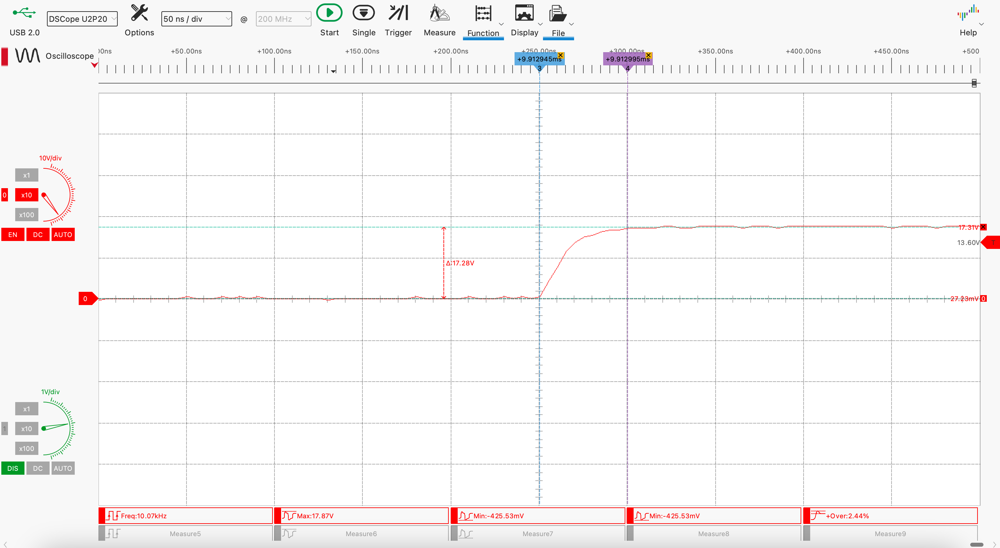 USB 2.0
DSCope U2P20
Options
50 ns / div
@
200 MHz
Start
Single
Trigger
Measure
Function
Display
File
Help
Oscilloscope
00ns
+50.00ns
+100.00ns
+150.00ns
+200.00ns
+250.00ns
+300.00ns
+350.00ns
+400.00ns
+450.00ns
+500
+9.912945ms
3
+9.912995ms
4
10V/div
x1
0
x10
x100
EN
DC
AUTO
17.31V
X
13.60V
T
Δ:17.28V
0
27.23mV
0
1V/div
x1
1
x10
x100
DIS
DC
AUTO
Freq:10.07kHz
Max:17.87V
Min:-425.53mV
Min:-425.53mV
+Over:2.44%
Measure5
Measure6
Measure7
Measure8
Measure9